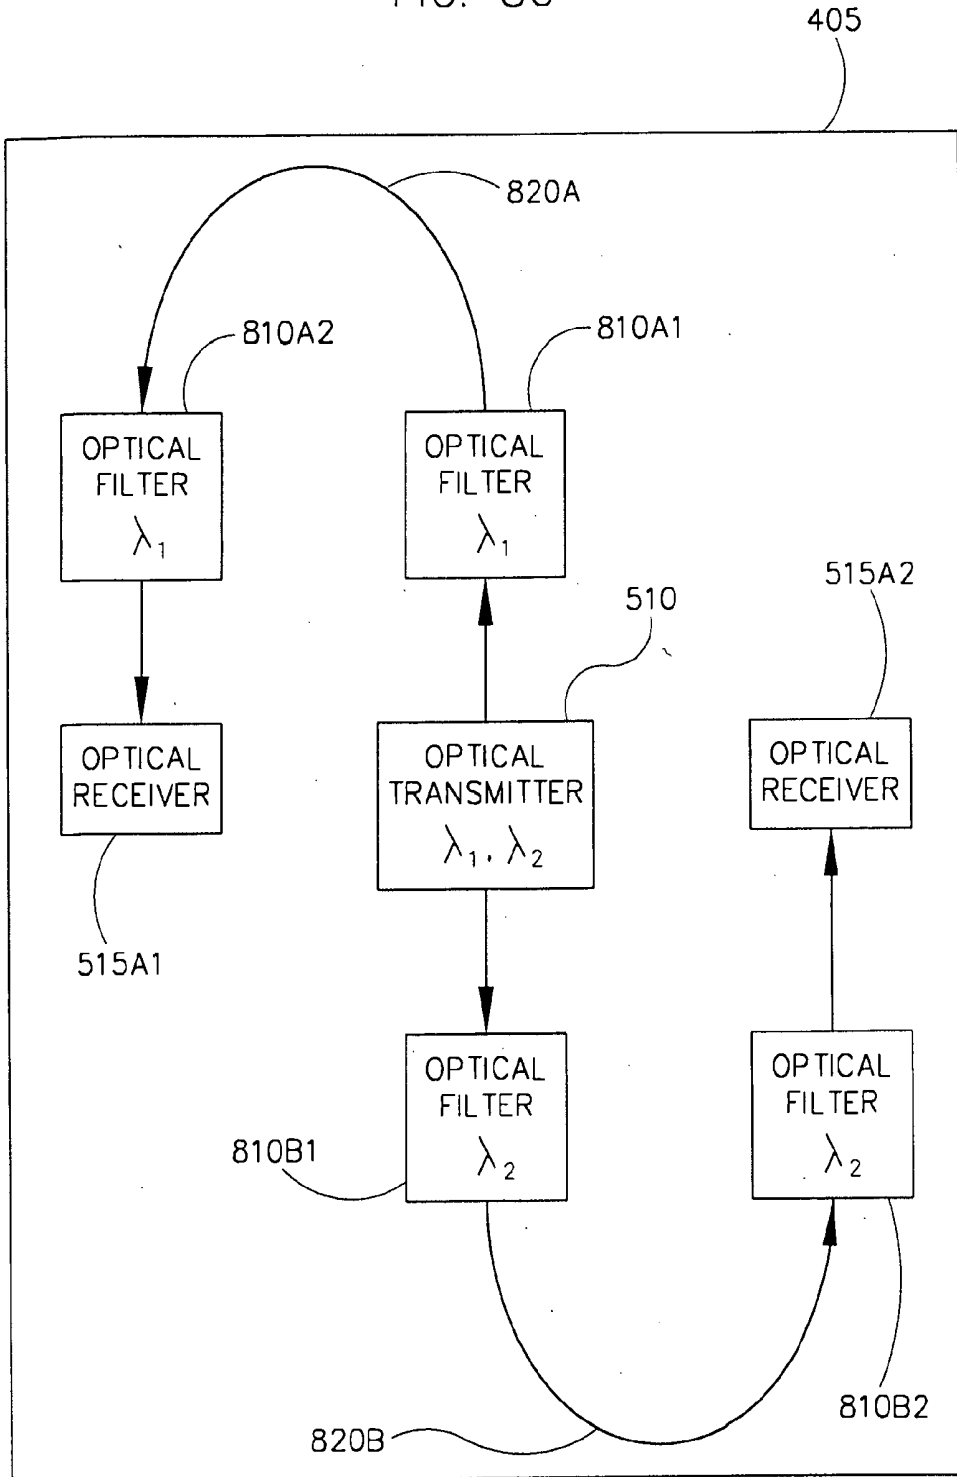 405
820A
810A2
810A1
OPTICAL
FILTER
λ₁
OPTICAL
FILTER
λ₁
515A2
510
OPTICAL
RECEIVER
OPTICAL
TRANSMITTER
λ₁, λ₂
OPTICAL
RECEIVER
515A1
OPTICAL
FILTER
λ₂
OPTICAL
FILTER
λ₂
810B1
810B2
820B